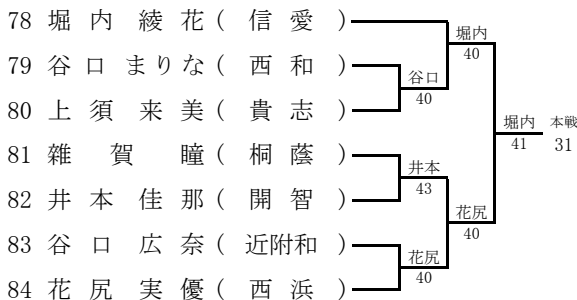 78 堀内 綾花 ( 信愛 )
79 谷口 まりな ( 西和 )
80 上須 来美 ( 貴志 )
81 雑賀 瞳 ( 桐蔭 )
82 井本 佳那 ( 開智 )
83 谷口 広奈 ( 近附和 )
84 花尻 実優 ( 西浜 )
谷口
40
井本
43
花尻
40
堀内
40
花尻
40
堀内
41
本戦
31